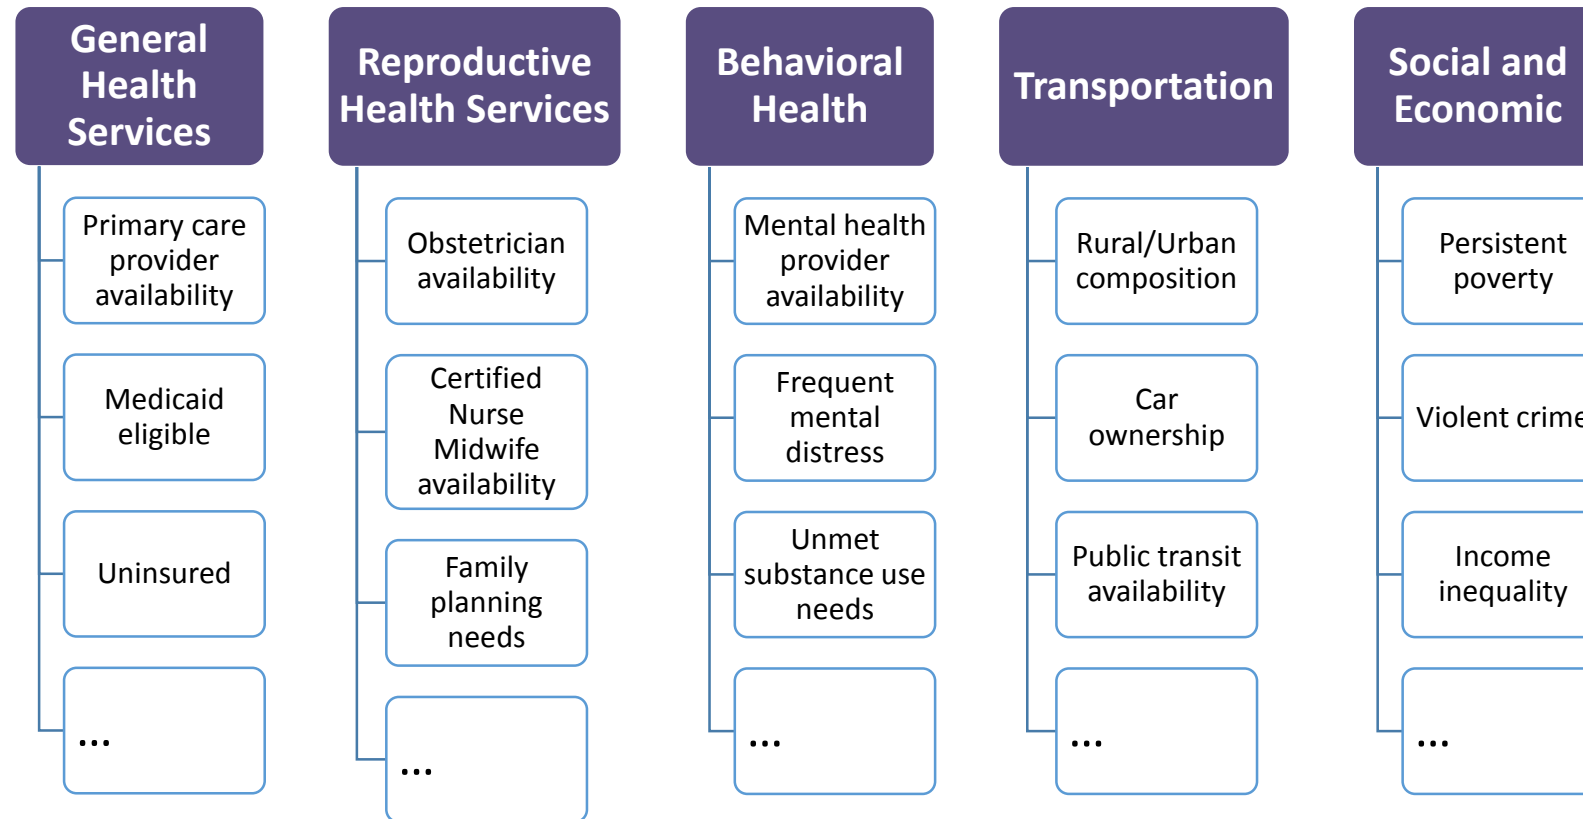 General
Health
Services
Primary care
provider
availability
Medicaid
eligible
Uninsured
...
Reproductive
Health Services
Obstetrician
availability
Certified
Nurse
Midwife
availability
Family
planning
needs
...
Behavioral
Health
Mental health
provider
availability
Frequent
mental
distress
Unmet
substance use
needs
...
Transportation
Rural/Urban
composition
Car
ownership
Public transit
availability
...
Social and
Economic
Persistent
poverty
Violent crime
Income
inequality
...